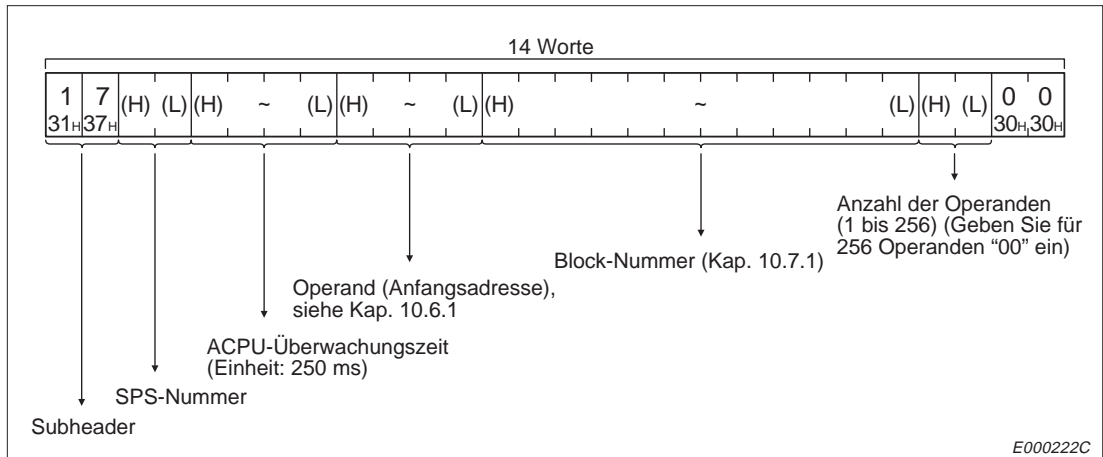 14 Worte
1 7 (H) (L) (H) ~ (L) (H) ~ (L) (H) ~ (L) (H) (L) 0 0
31H 37H 30H 30H
Anzahl der Operanden
(1 bis 256) (Geben Sie für
256 Operanden “00” ein)
Block-Nummer (Kap. 10.7.1)
Operand (Anfangsadresse),
siehe Kap. 10.6.1
ACPU-Überwachungszeit
(Einheit: 250 ms)
SPS-Nummer
Subheader
E000222C